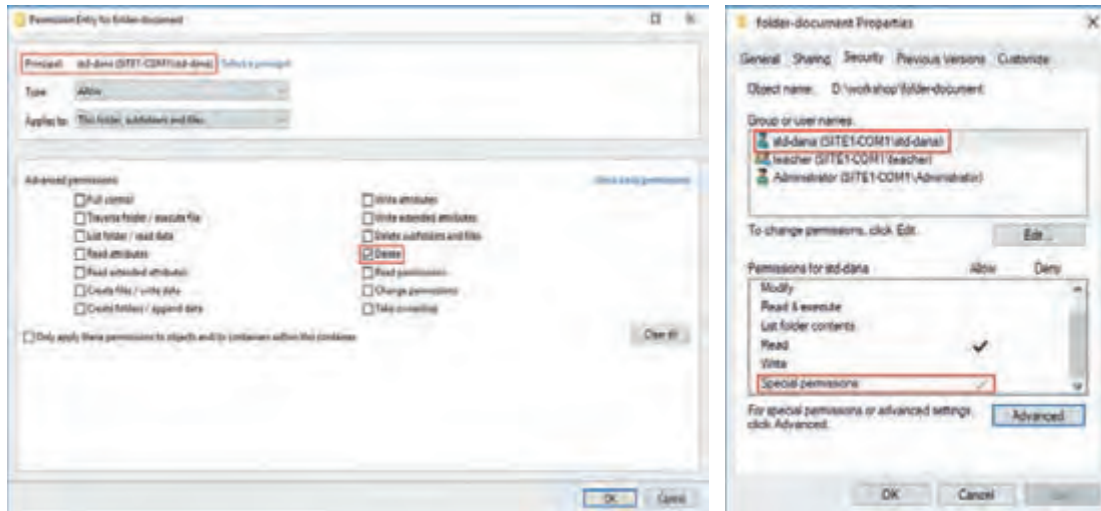 Permission Entry for folder-document
Principal: std-dana (SITE1-COM1\std-dana) Select a principal
Type: Allow
Applies to: This folder, subfolders and files
Advanced permissions
Full control
Traverse folder / execute file
List folder / read data
Read attributes
Read extended attributes
Create files / write data
Create folders / append data
Write attributes
Write extended attributes
Delete subfolders and files
Delete
Read permissions
Change permissions
Take ownership
Only apply these permissions to objects and/or containers within this container
Clear all
OK Cancel
folder-document Properties
General Sharing Security Previous Versions Customize
Object name: D:\workshop\folder-document
Group or user names:
std-dana (SITE1-COM1\std-dana)
teacher (SITE1-COM1\teacher)
Administrator (SITE1-COM1\Administrator)
To change permissions, click Edit.
Edit...
Permissions for std-dana Allow Deny
Modify
Read & execute
List folder contents
Read
Write
Special permissions
For special permissions or advanced settings,
click Advanced.
Advanced
OK Cancel